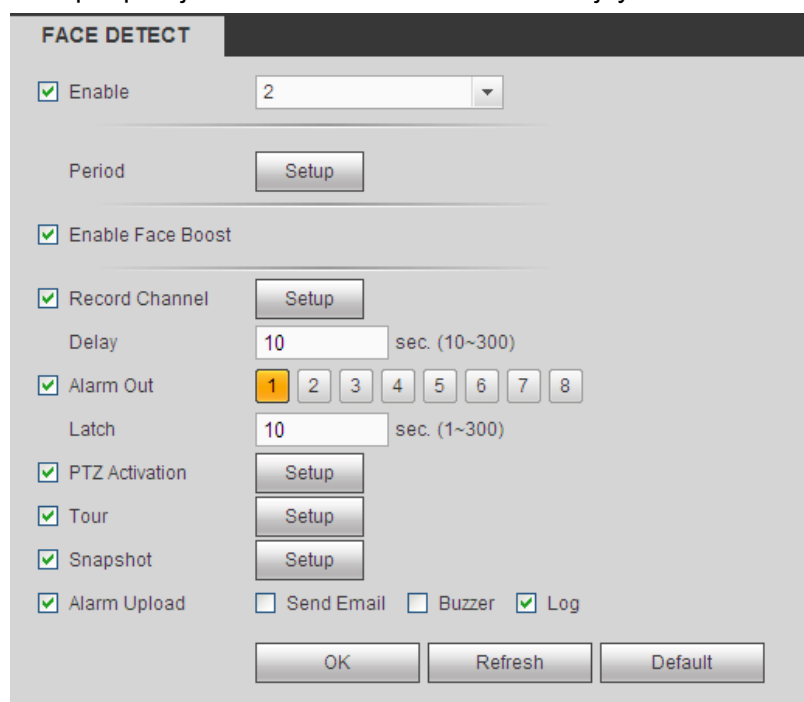 FACE DETECT
Enable 2
Period Setup
Enable Face Boost
Record Channel Setup
Delay 10 sec. (10~300)
Alarm Out 1 2 3 4 5 6 7 8
Latch 10 sec. (1~300)
PTZ Activation Setup
Tour Setup
Snapshot Setup
Alarm Upload Send Email Buzzer Log
OK Refresh Default